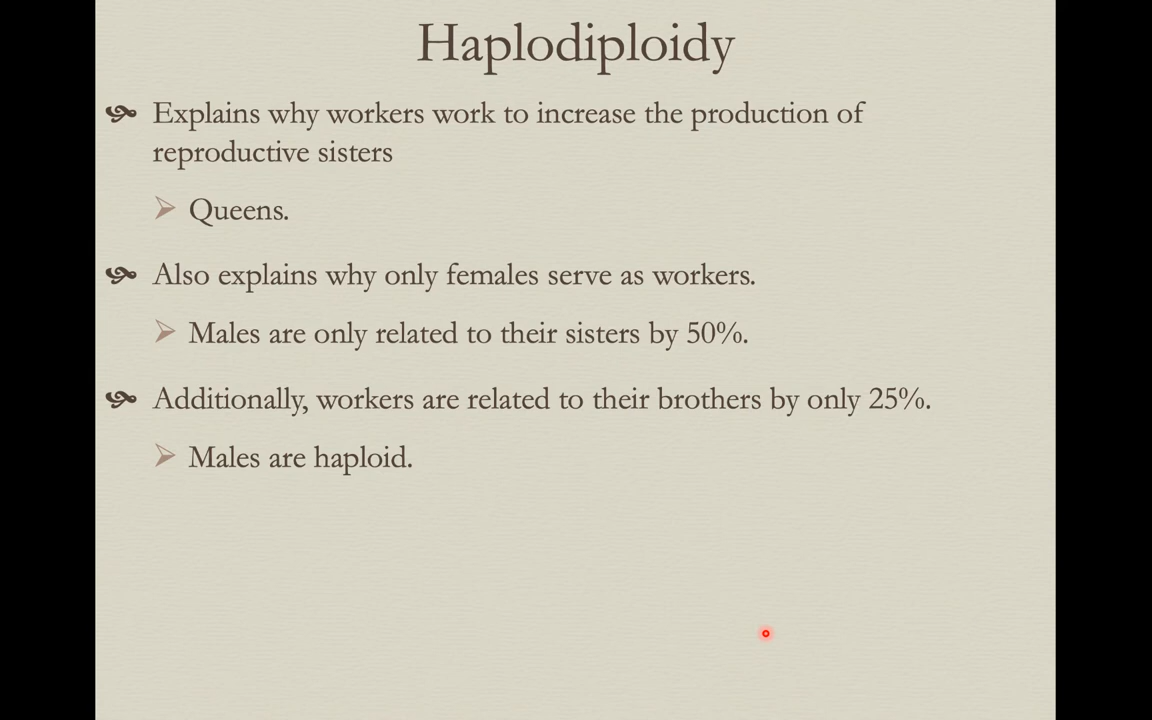 Haplodiploidy
Explains why workers work to increase the production of
reproductive sisters
Queens.
Also explains why only females serve as workers.
Males are only related to their sisters by 50%.
Additionally, workers are related to their brothers by only 25%.
Males are haploid.